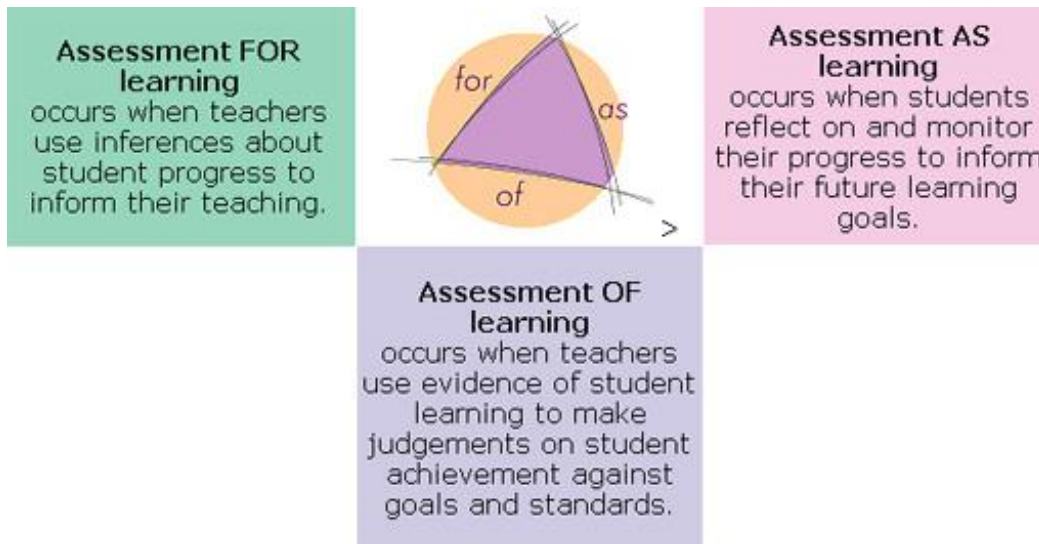 Assessment FOR
learning
occurs when teachers
use inferences about
student progress to
inform their teaching.
for
as
of
>
Assessment AS
learning
occurs when students
reflect on and monitor
their progress to inform
their future learning
goals.
Assessment OF
learning
occurs when teachers
use evidence of student
learning to make
judgements on student
achievement against
goals and standards.